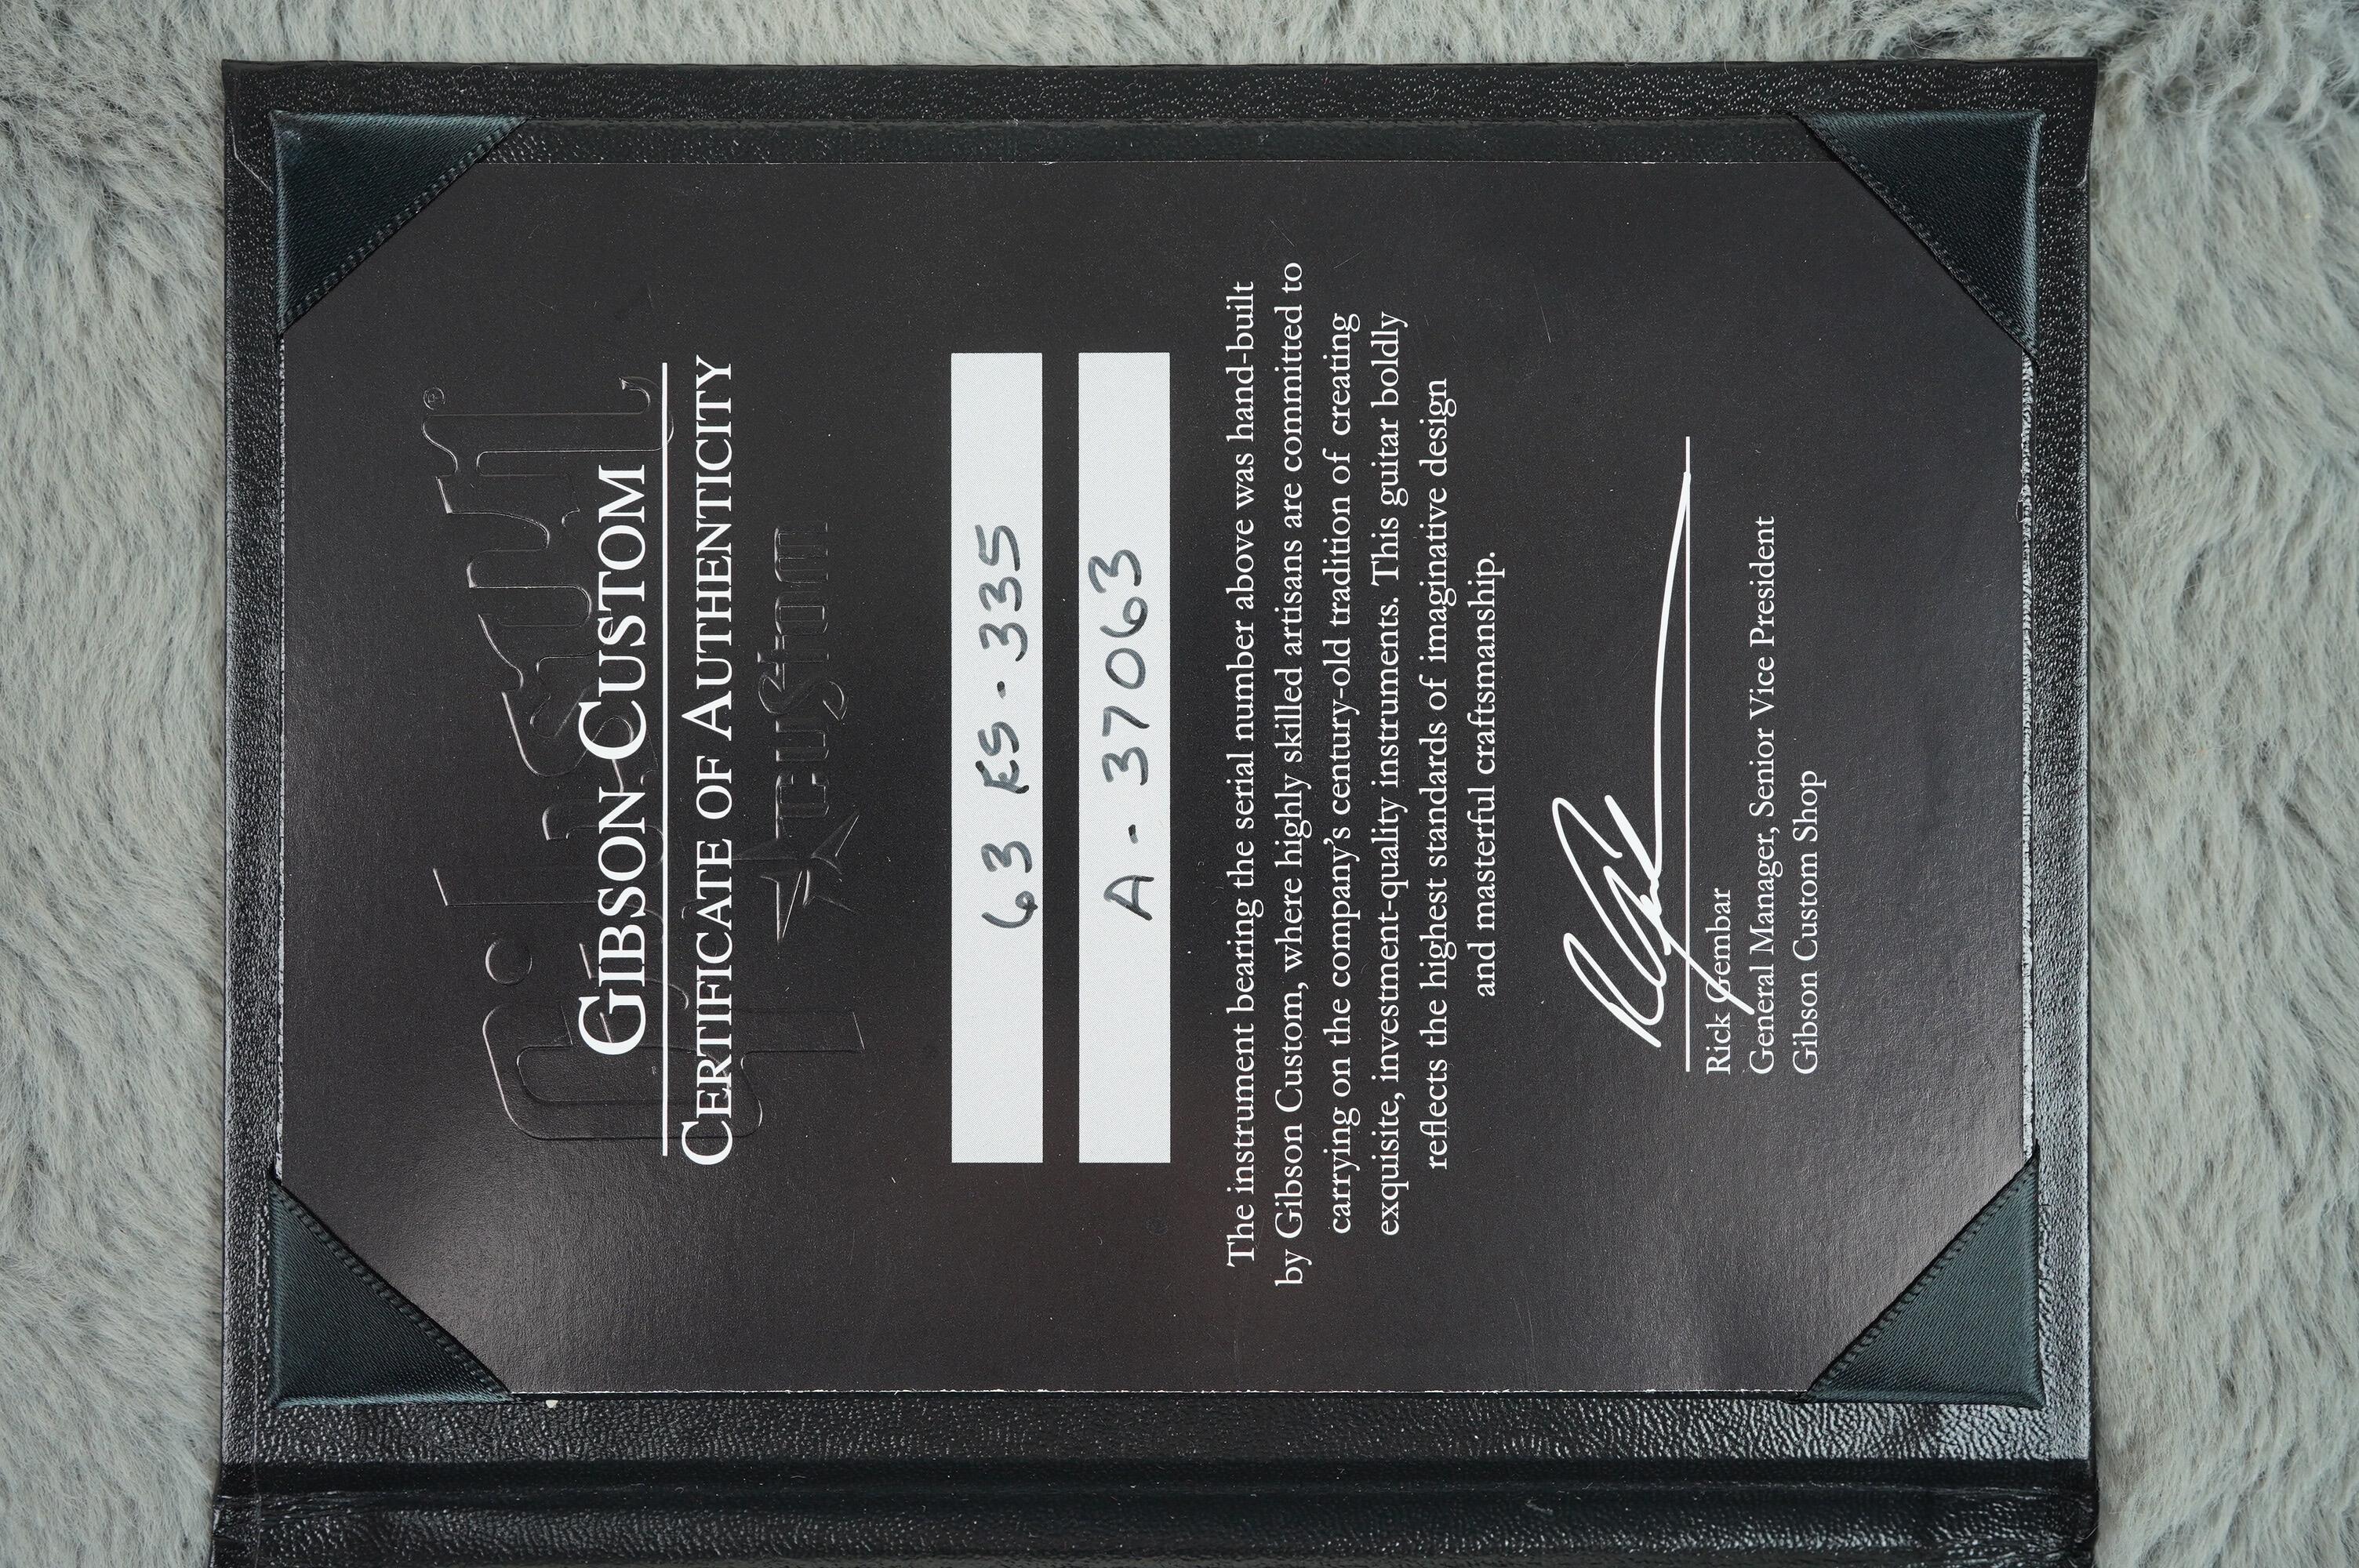 Gibson®
Custom
GIBSON CUSTOM
CERTIFICATE OF AUTHENTICITY
63 ES-335
A-37063
The instrument bearing the serial number above was hand-built
by Gibson Custom, where highly skilled artisans are committed to
carrying on the company's century-old tradition of creating
exquisite, investment-quality instruments. This guitar boldly
reflects the highest standards of imaginative design
and masterful craftsmanship.
Rick Gembar
General Manager, Senior Vice President
Gibson Custom Shop